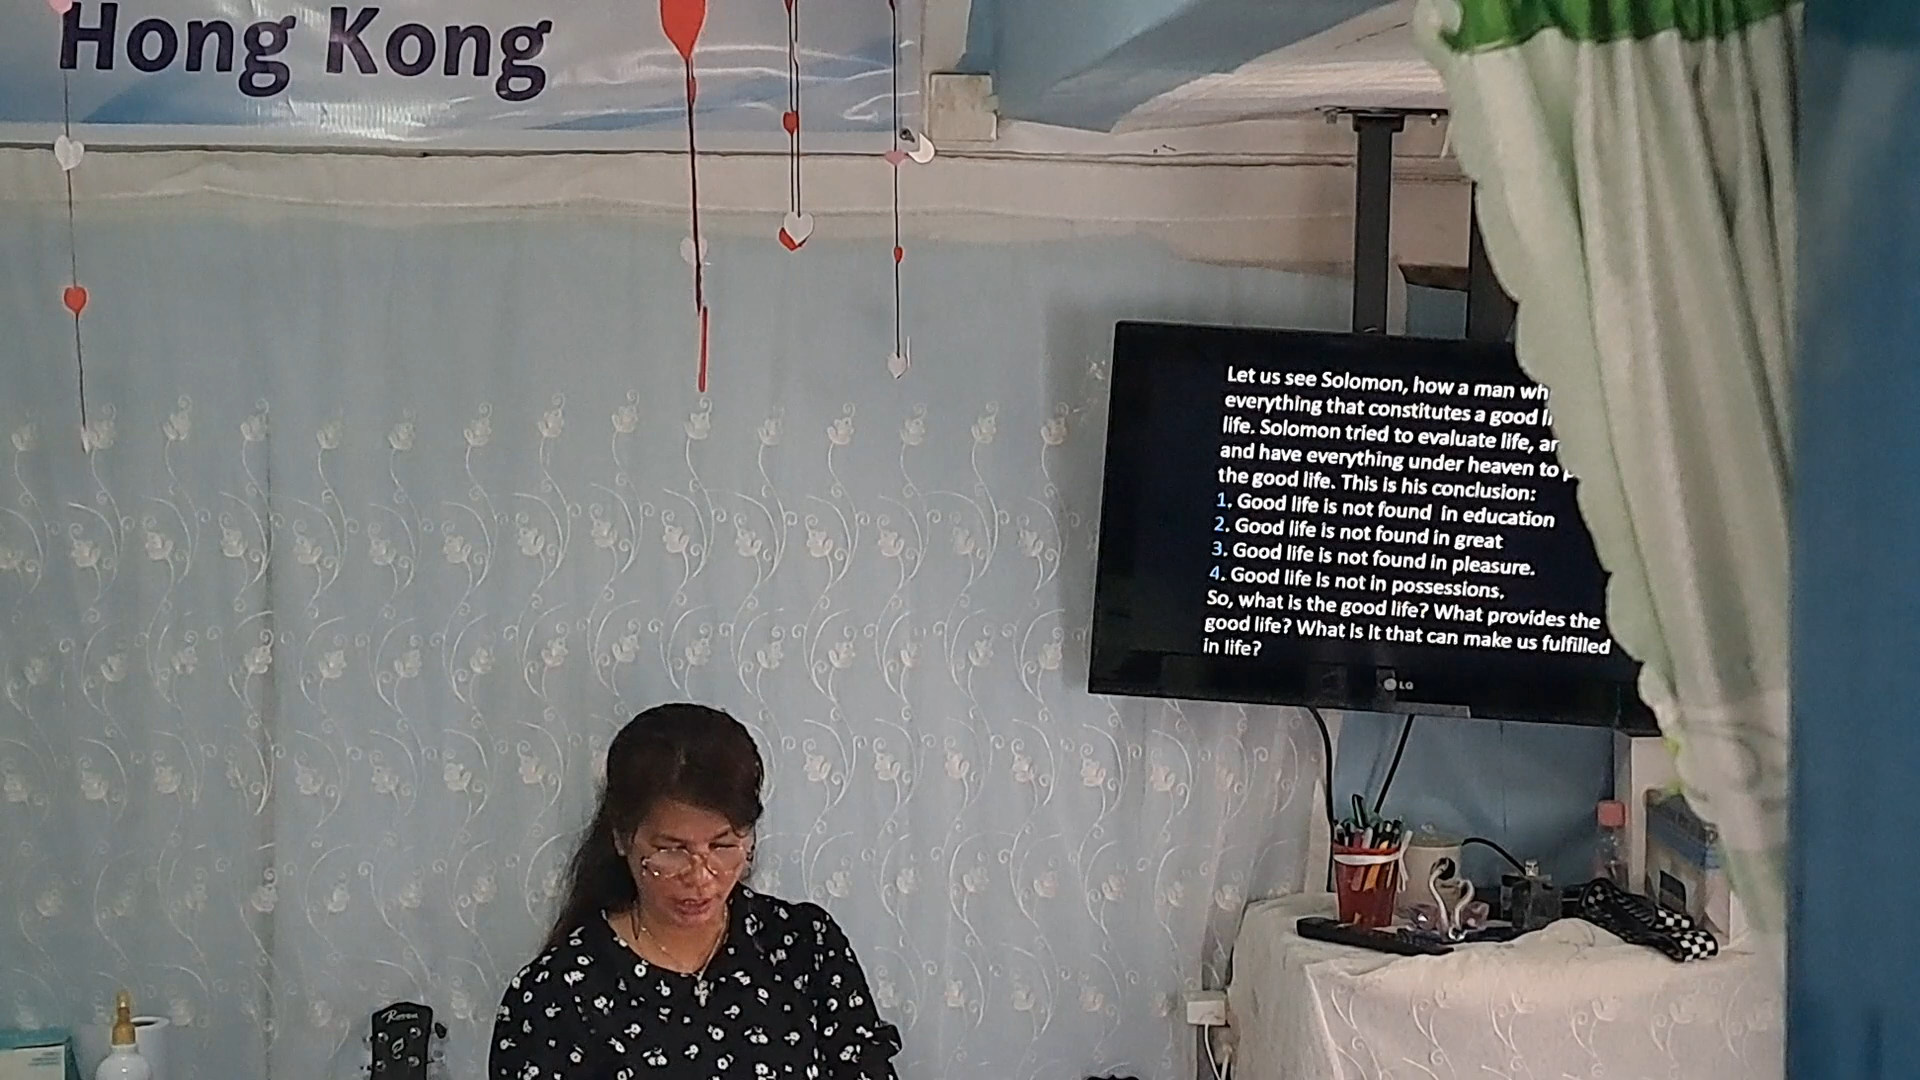 Hong Kong
Let us see Solomon, how a man wh
everything that constitutes a good l
life. Solomon tried to evaluate life, ar
and have everything under heaven to p
the good life. This is his conclusion:
1. Good life is not found in education
2. Good life is not found in great
3. Good life is not found in pleasure.
4. Good life is not in possessions.
So, what is the good life? What provides the
good life? What is it that can make us fulfilled
in life?
LG